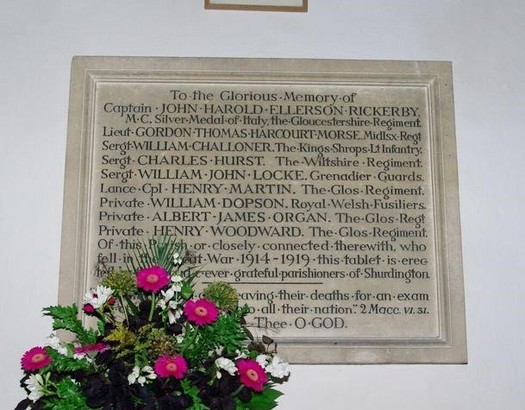 To·the·Glorious·Memory·of
Captain·JOHN·HAROLD·ELLERSON·RICKERBY.
M·C, Silver·Medal·of·Italy, the·Gloucestershire·Regiment.
Lieut·GORDON·THOMAS·HARCOURT·MORSE. Midlsx·Regt
Sergt·WILLIAM·CHALLONER. The·Kings·Shrops·Lt Infantry.
Sergt·CHARLES·HURST. The·Wiltshire·Regiment.
Sergt·WILLIAM·JOHN·LOCKE. Grenadier·Guards.
Lance·Cpl·HENRY·MARTIN. The·Glos·Regiment.
Private·WILLIAM·DOPSON. Royal·Welsh·Fusiliers.
Private·ALBERT·JAMES·ORGAN. The·Glos·Regt
Private·HENRY·WOODWARD. The·Glos·Regiment.
Of·this·Parish·or·closely·connected·therewith, who
fell·in War·1914-1919·this·tablet·is·erec
ever·grateful·parishioners·of·Shurdington.
leaving·their·deaths·for·an·exam
to·all·their·nation." 2 Macc. vi. 31.
Thee·O·GOD.